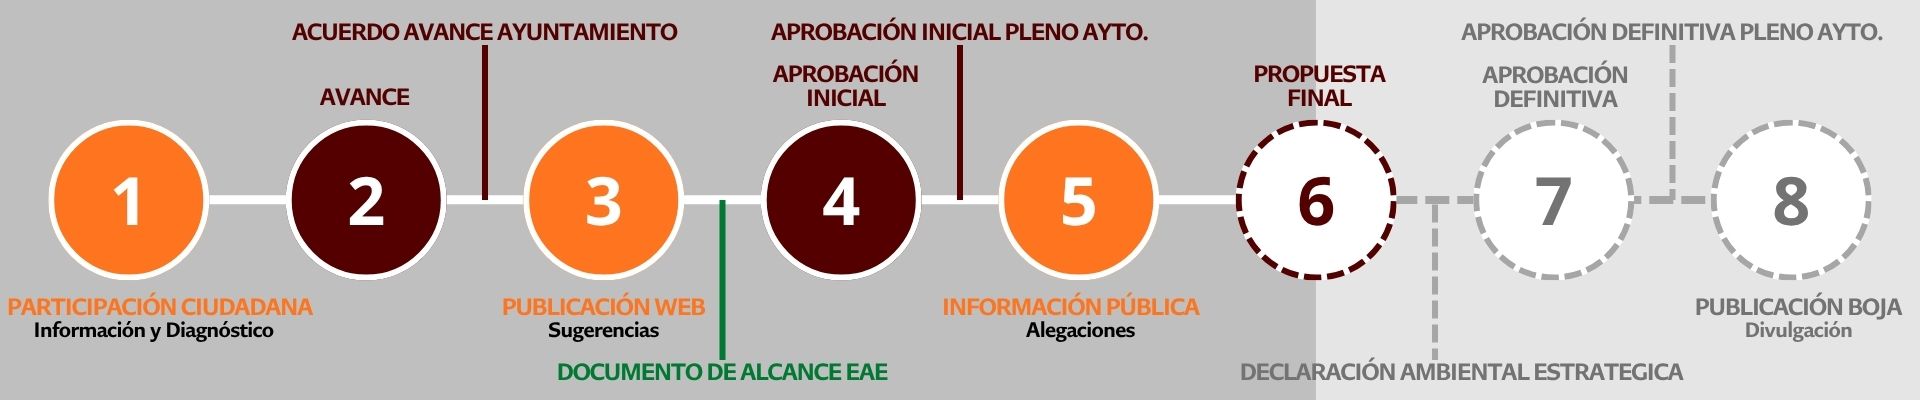 ACUERDO AVANCE AYUNTAMIENTO
APROBACIÓN INICIAL PLENO AYTO.
APROBACIÓN DEFINITIVA PLENO AYTO.
AVANCE
APROBACIÓN
INICIAL
PROPUESTA
FINAL
APROBACIÓN
DEFINITIVA
1
2
3
4
5
6
7
8
PARTICIPACIÓN CIUDADANA
Información y Diagnóstico
PUBLICACIÓN WEB
Sugerencias
INFORMACIÓN PÚBLICA
Alegaciones
PUBLICACIÓN BOJA
Divulgación
DOCUMENTO DE ALCANCE EAE
DECLARACIÓN AMBIENTAL ESTRATEGICA